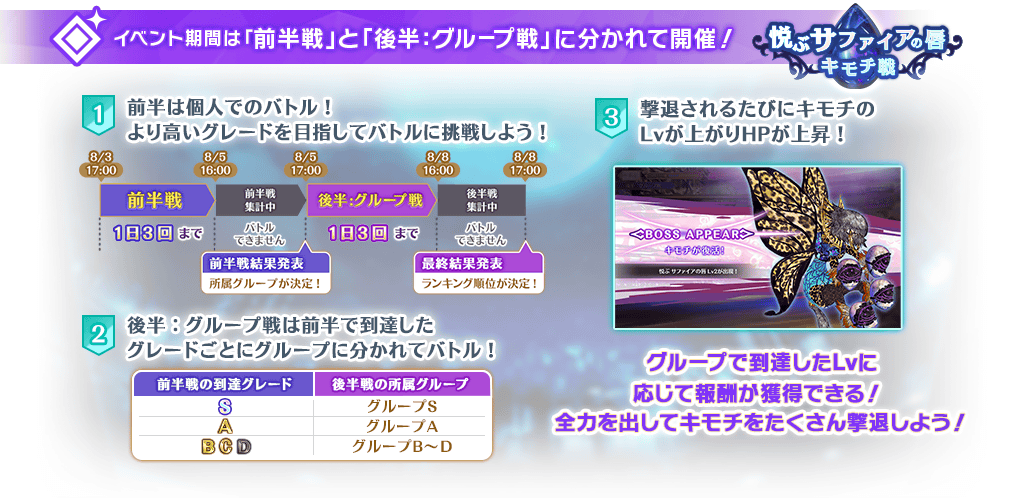 イベント期間は「前半戦」と「後半：グループ戦」に分かれて開催！
悦ぶサファイアの唇
キモチ戦
1
前半は個人でのバトル！
より高いグレードを目指してバトルに挑戦しよう！
8/3
17:00
8/5
16:00
8/5
17:00
8/8
16:00
8/8
17:00
前半戦
前半戦
集計中
後半：グループ戦
後半戦
集計中
1日3回 まで
バトル
できません
1日3回 まで
バトル
できません
前半戦結果発表
所属グループが決定！
最終結果発表
ランキング順位が決定！
2
後半：グループ戦は前半で到達した
グレードごとにグループに分かれてバトル！
前半戦の到達グレード 後半戦の所属グループ
S グループS
A グループA
B C D グループB～D
3
撃退されるたびにキモチの
Lvが上がりHPが上昇！
BOSS APPEAR
キモチが復活！
悦ぶ サファイアの唇 Lv2が出現！
グループで到達したLvに
応じて報酬が獲得できる！
全力を出してキモチをたくさん撃退しよう！